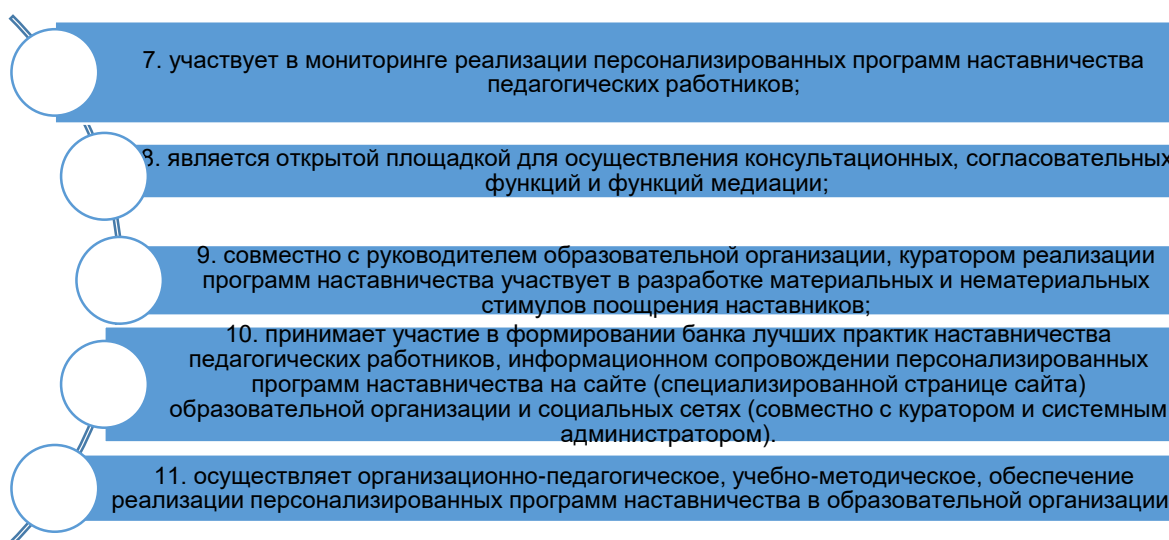 7. участвует в мониторинге реализации персонализированных программ наставничества
педагогических работников;
8. является открытой площадкой для осуществления консультационных, согласовательных
функций и функций медиации;
9. совместно с руководителем образовательной организации, куратором реализации
программ наставничества участвует в разработке материальных и нематериальных
стимулов поощрения наставников;
10. принимает участие в формировании банка лучших практик наставничества
педагогических работников, информационном сопровождении персонализированных
программ наставничества на сайте (специализированной странице сайта)
образовательной организации и социальных сетях (совместно с куратором и системным
администратором).
11. осуществляет организационно-педагогическое, учебно-методическое, обеспечение
реализации персонализированных программ наставничества в образовательной организации